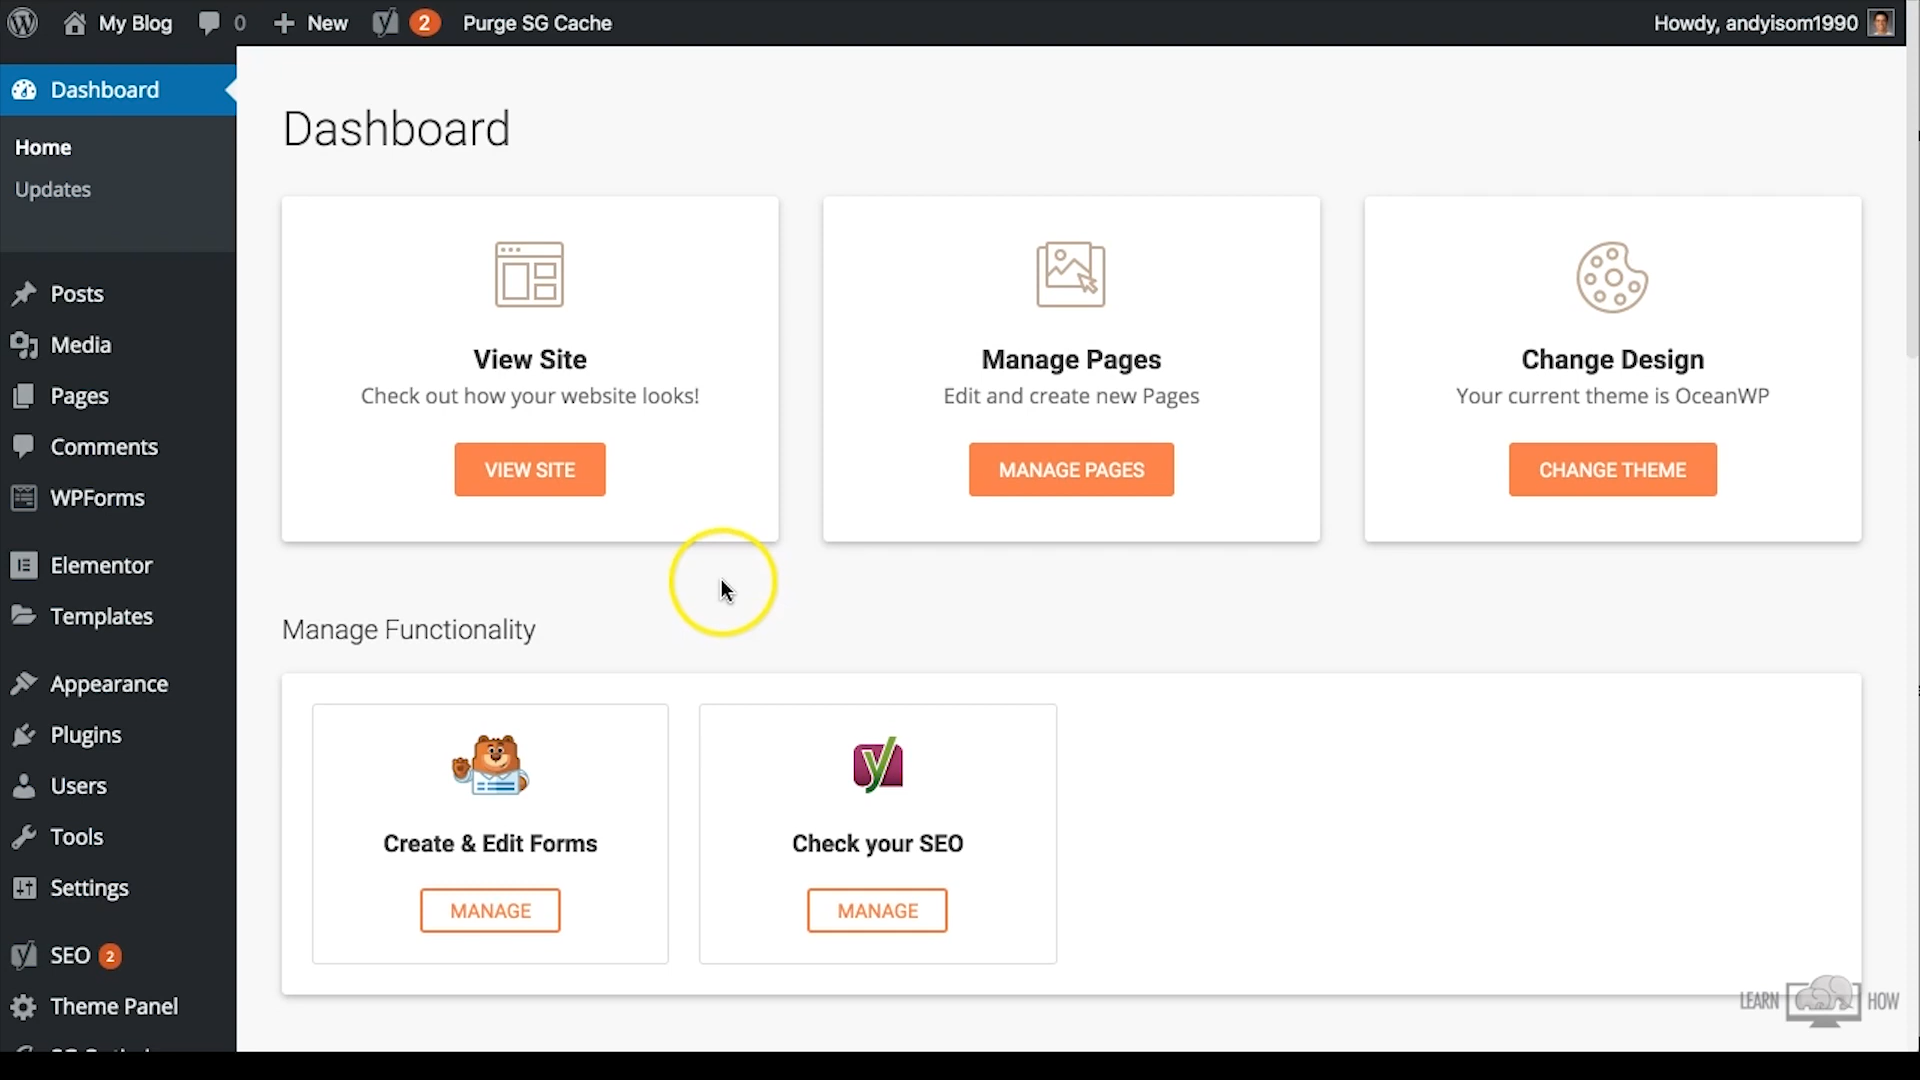 My Blog 0 New 2 Purge SG Cache Howdy, andyisom1990
Dashboard
Home
Updates
Posts
Media
Pages
Comments
WPForms
Elementor
Templates
Appearance
Plugins
Users
Tools
Settings
SEO 2
Theme Panel
Dashboard
View Site
Check out how your website looks!
VIEW SITE
Manage Pages
Edit and create new Pages
MANAGE PAGES
Change Design
Your current theme is OceanWP
CHANGE THEME
Manage Functionality
Create & Edit Forms
MANAGE
Check your SEO
MANAGE
LEARN HOW